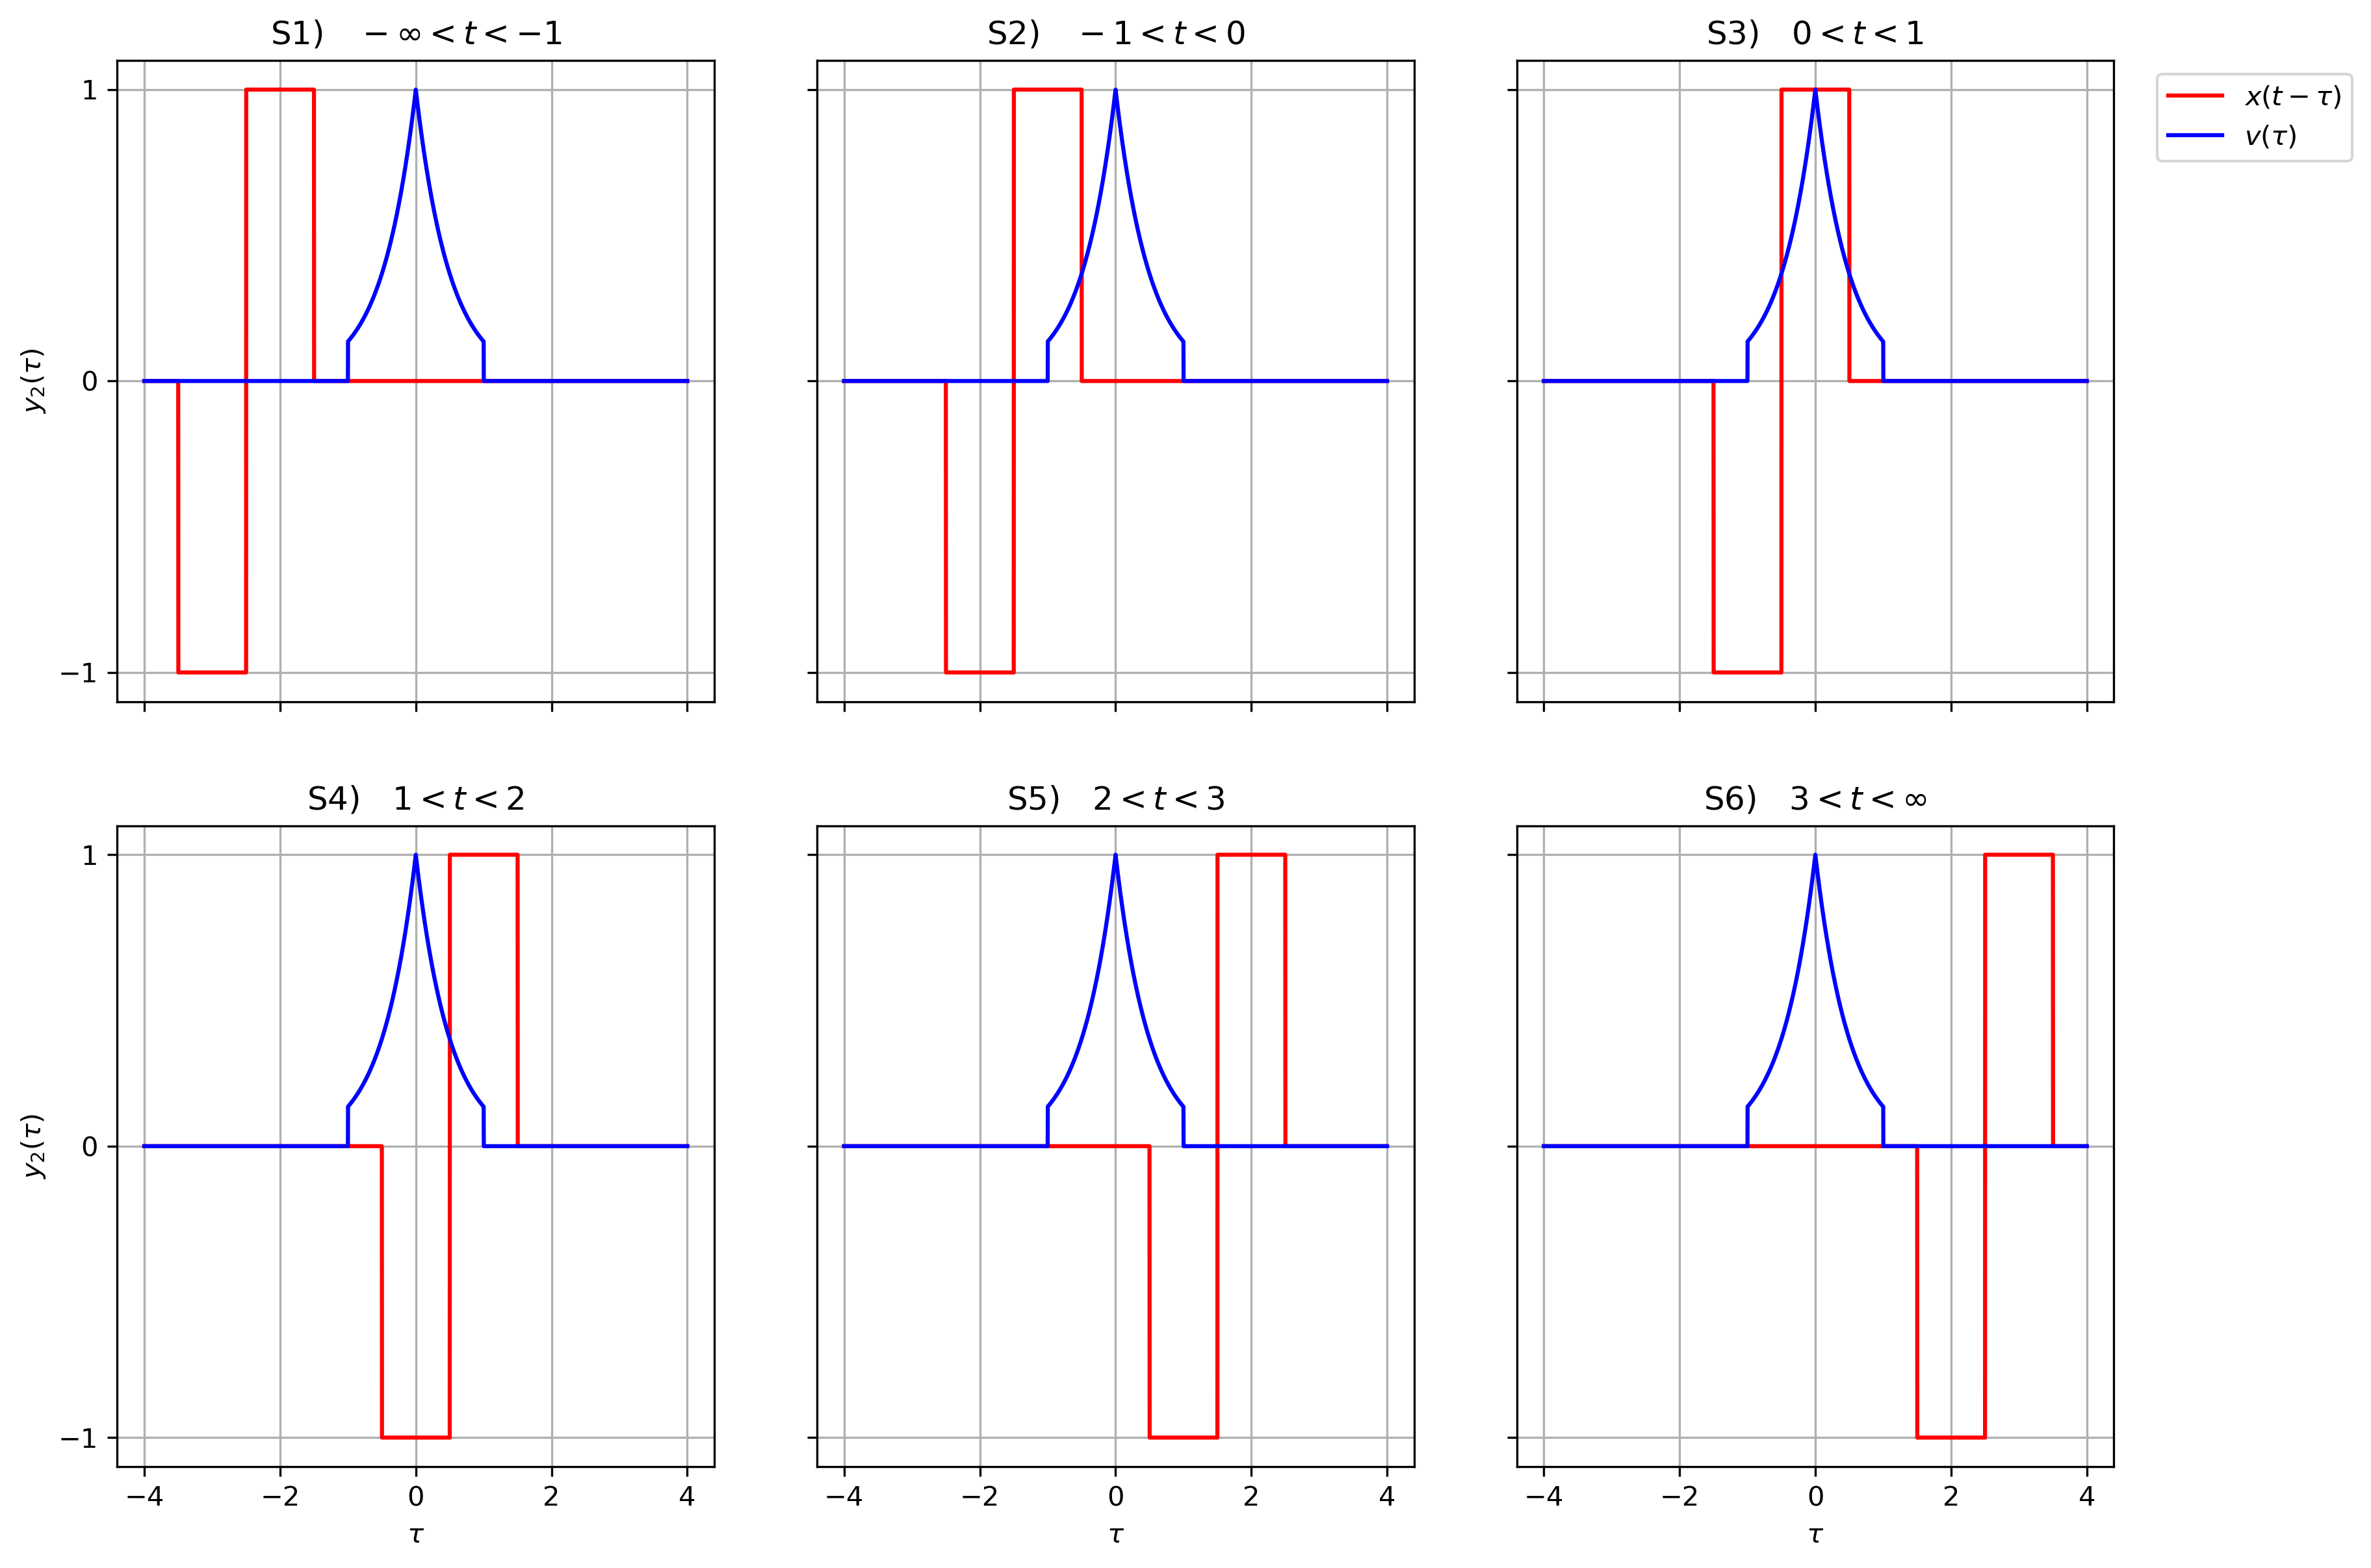 S1) −∞ < t < −1
S2) −1 < t < 0
S3) 0 < t < 1
x(t − τ)
v(τ)
1
0
−1
y₂(τ)
S4) 1 < t < 2
S5) 2 < t < 3
S6) 3 < t < ∞
1
0
−1
y₂(τ)
−4 −2 0 2 4
−4 −2 0 2 4
−4 −2 0 2 4
τ
τ
τ